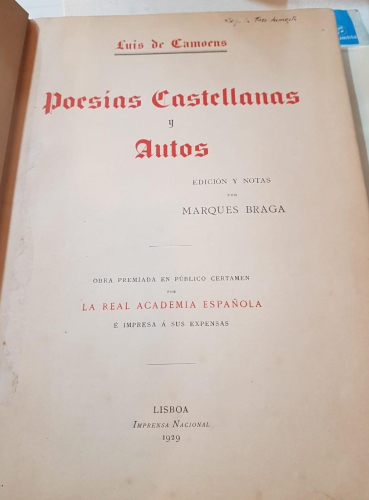 Luis de Camoens
Poesías Castellanas
y
Autos
EDICIÓN Y NOTAS
POR
MARQUES BRAGA
OBRA PREMIADA EN PÚBLICO CERTAMEN
POR
LA REAL ACADEMIA ESPAÑOLA
É IMPRESA Á SUS EXPENSAS
LISBOA
IMPRENSA NACIONAL
1929